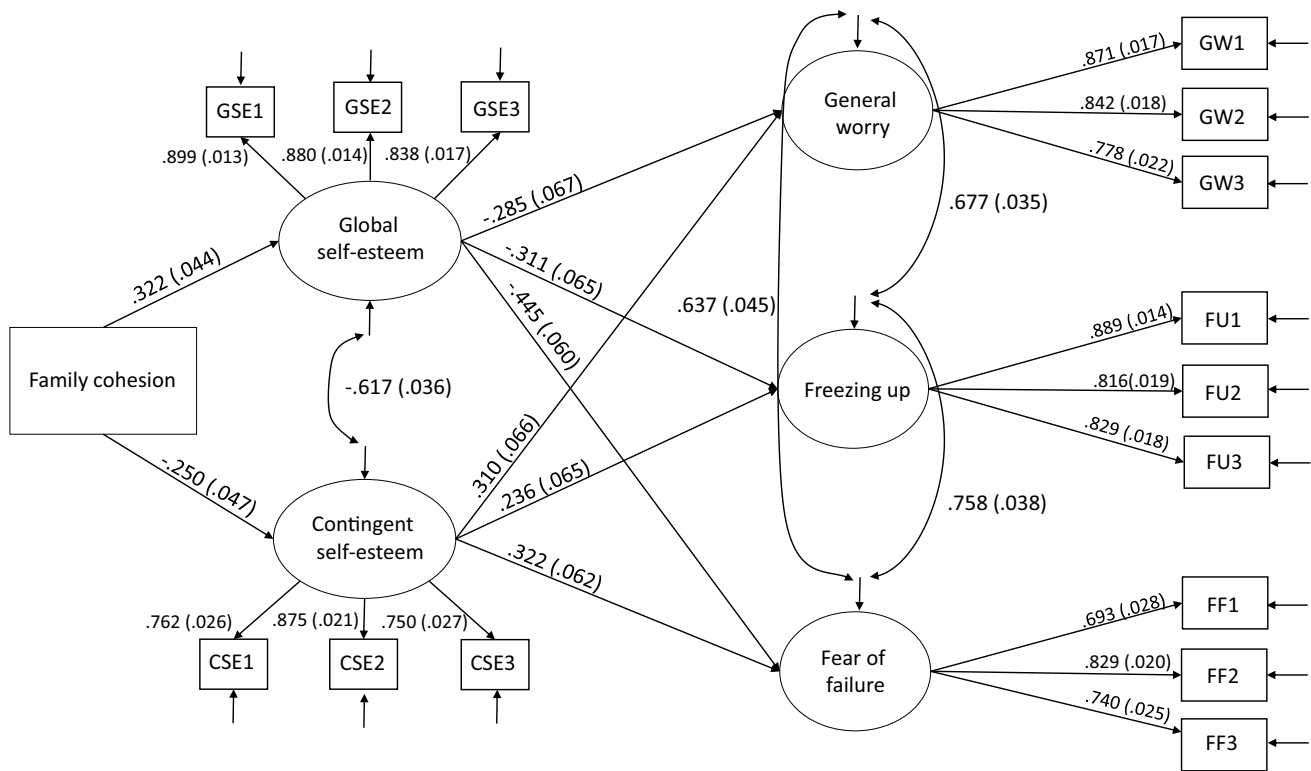 GSE1
GSE2
GSE3
.899 (.013)
.880 (.014)
.838 (.017)
Global
self-esteem
.322 (.044)
Family cohesion
-.250 (.047)
-.617 (.036)
Contingent
self-esteem
.762 (.026)
.875 (.021)
.750 (.027)
CSE1
CSE2
CSE3
-.285 (.067)
-.311 (.065)
-.445 (.060)
.310 (.066)
.236 (.065)
.322 (.062)
General
worry
.677 (.035)
.637 (.045)
Freezing up
.758 (.038)
Fear of
failure
.871 (.017)
GW1
.842 (.018)
GW2
.778 (.022)
GW3
.889 (.014)
FU1
.816(.019)
FU2
.829 (.018)
FU3
.693 (.028)
FF1
.829 (.020)
FF2
.740 (.025)
FF3